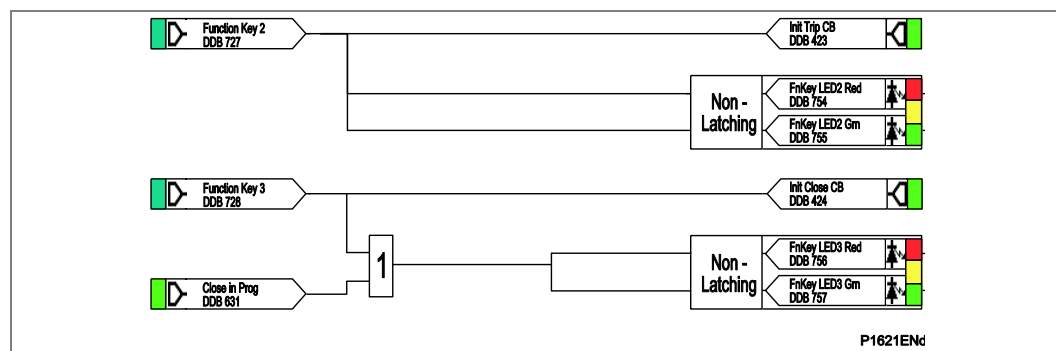 Function Key 2
DDB 727
Init Trip CB
DDB 423
Non -
Latching
FnKey LED2 Red
DDB 754
FnKey LED2 Grn
DDB 755
Function Key 3
DDB 728
Init Close CB
DDB 424
1
Non -
Latching
FnKey LED3 Red
DDB 756
FnKey LED3 Grn
DDB 757
Close in Prog
DDB 631
P1621ENd